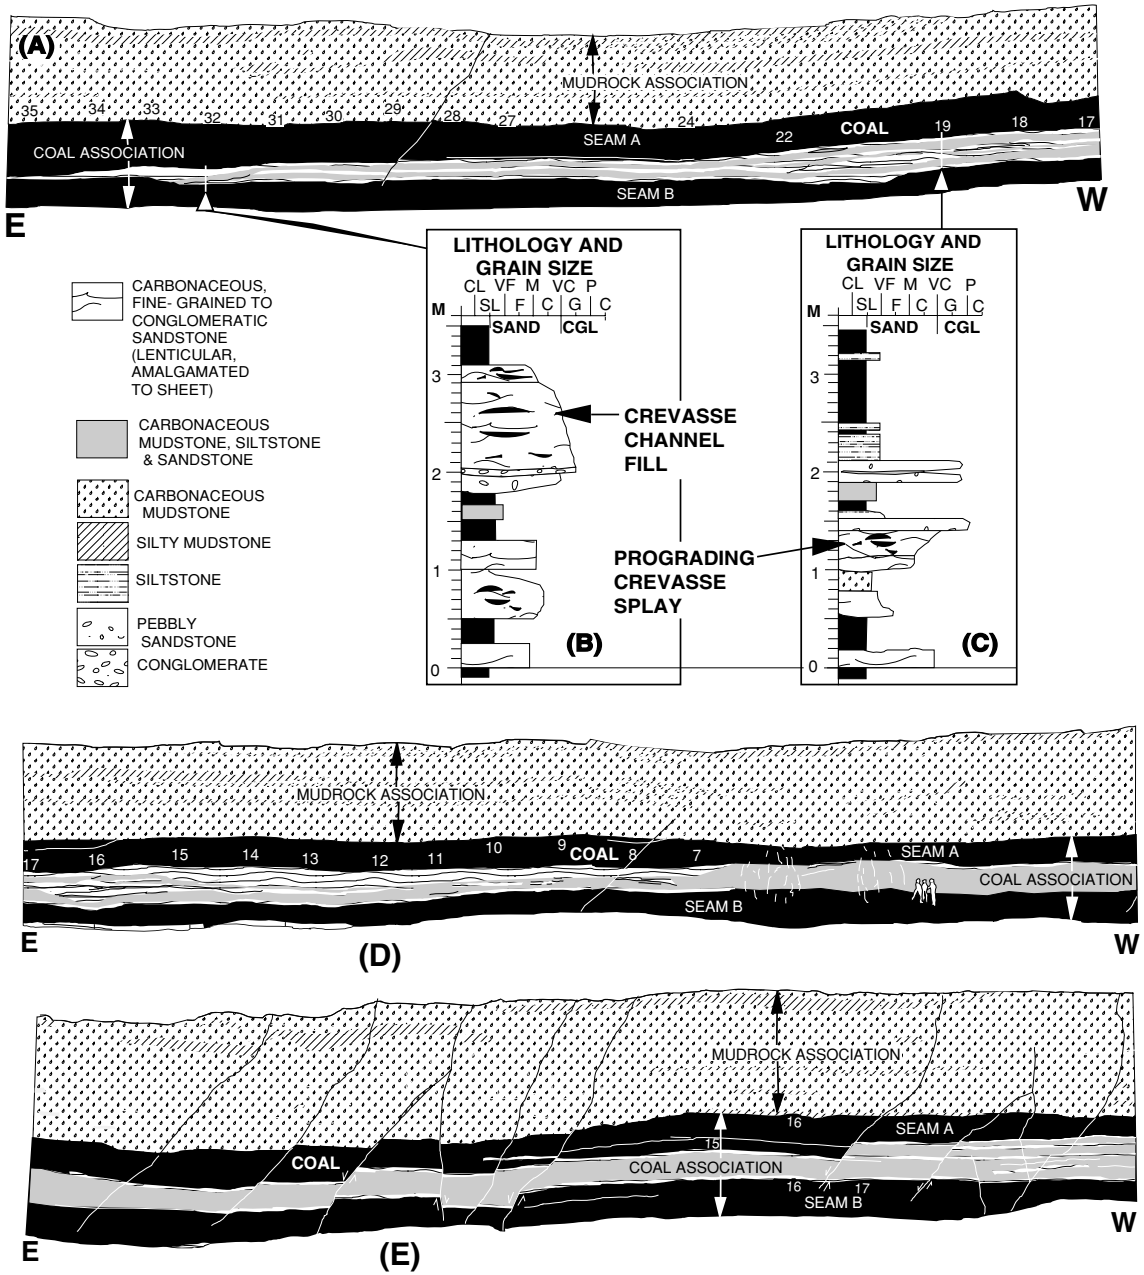 (A)
MUDROCK ASSOCIATION
35 34 33 32 31 30 29 28 27 24 22 19 18 17
COAL
SEAM A
COAL ASSOCIATION
SEAM B
E
W
CARBONACEOUS,
FINE- GRAINED TO
CONGLOMERATIC
SANDSTONE
(LENTICULAR,
AMALGAMATED
TO SHEET)
CARBONACEOUS
MUDSTONE, SILTSTONE
& SANDSTONE
CARBONACEOUS
MUDSTONE
SILTY MUDSTONE
SILTSTONE
PEBBLY
SANDSTONE
CONGLOMERATE
LITHOLOGY AND
GRAIN SIZE
CL VF M VC P
SL F C G C
M
SAND CGL
3
2
1
0
CREVASSE
CHANNEL
FILL
PROGRADING
CREVASSE
SPLAY
(B)
LITHOLOGY AND
GRAIN SIZE
CL VF M VC P
SL F C G C
M
SAND CGL
3
2
1
0
(C)
MUDROCK ASSOCIATION
17 16 15 14 13 12 11 10 9 8 7
COAL
SEAM A
COAL ASSOCIATION
SEAM B
E
W
(D)
MUDROCK ASSOCIATION
16
SEAM A
15
COAL
COAL ASSOCIATION
16 17
SEAM B
E
W
(E)